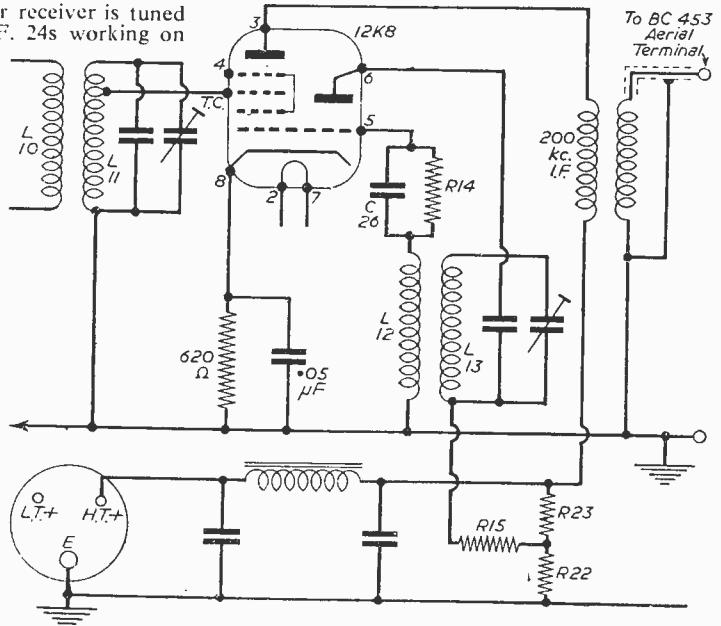 r receiver is tuned
F. 24s working on
3
12K8
To BC 453
Aerial
Terminal
4
6
T.C.
5
L
10
L
11
200
kc.
I.F.
8
2
7
C
26
R14
L
12
L
13
620
Ω
.05
μF
L.T.+
H.T.+
E
R15
R23
R22